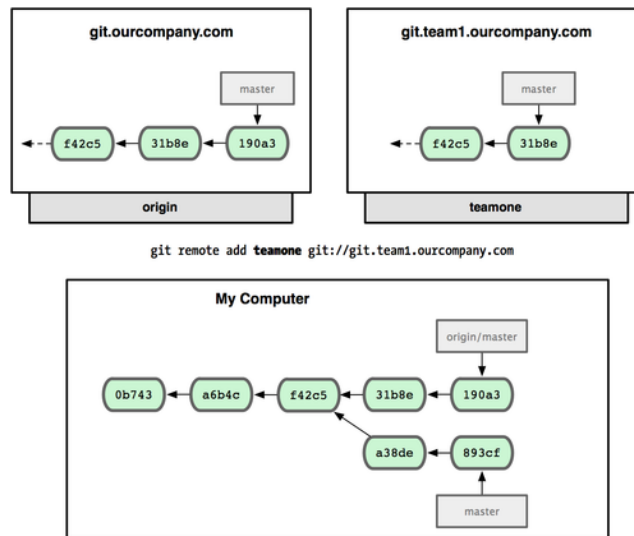 git.ourcompany.com
master
f42c5 31b8e 190a3
origin
git.team1.ourcompany.com
master
f42c5 31b8e
teamone
git remote add teamone git://git.team1.ourcompany.com
My Computer
origin/master
0b743 a6b4c f42c5 31b8e 190a3
a38de 893cf
master